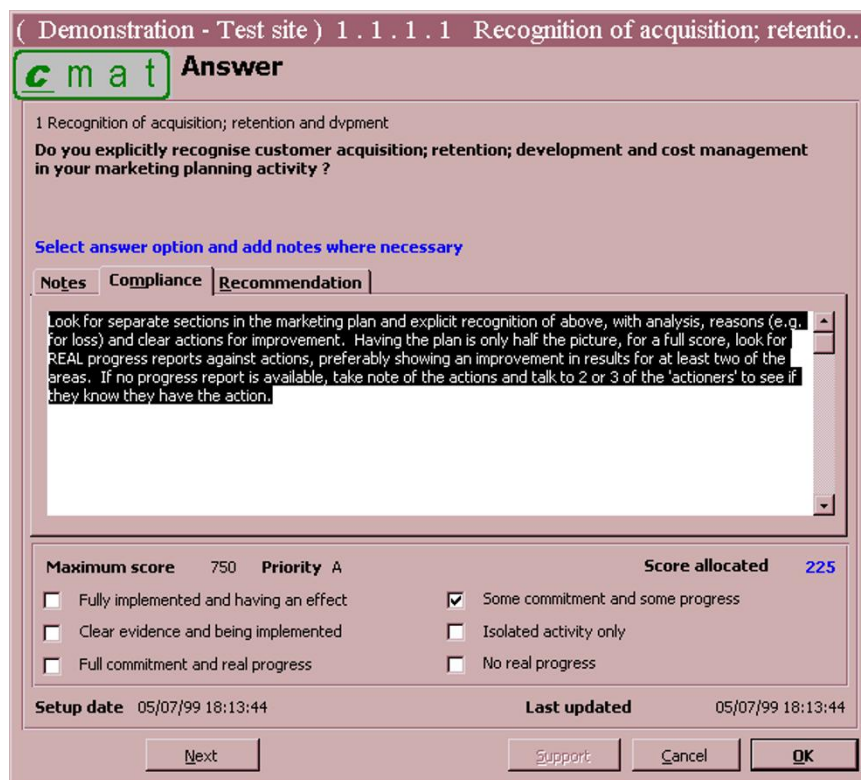 ( Demonstration - Test site ) 1 . 1 . 1 . 1 Recognition of acquisition; retentio..
c m a t
Answer
1 Recognition of acquisition; retention and dvpment
Do you explicitly recognise customer acquisition; retention; development and cost management
in your marketing planning activity ?
Select answer option and add notes where necessary
Notes Compliance Recommendation
Look for separate sections in the marketing plan and explicit recognition of above, with analysis, reasons (e.g.
for loss) and clear actions for improvement. Having the plan is only half the picture, for a full score, look for
REAL progress reports against actions, preferably showing an improvement in results for at least two of the
areas. If no progress report is available, take note of the actions and talk to 2 or 3 of the 'actioners' to see if
they know they have the action.
Maximum score 750 Priority A Score allocated 225
Fully implemented and having an effect Some commitment and some progress
Clear evidence and being implemented Isolated activity only
Full commitment and real progress No real progress
Setup date 05/07/99 18:13:44 Last updated 05/07/99 18:13:44
Next Support Cancel OK